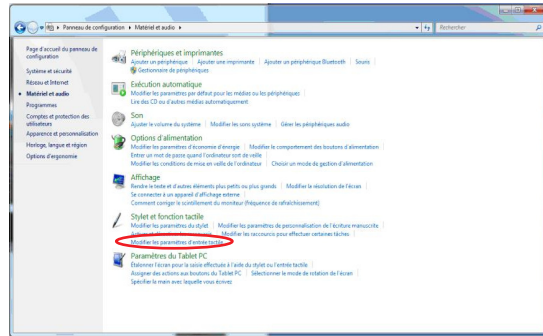 Panneau de configuration ▸ Matériel et audio ▸
Rechercher
Page d'accueil du panneau de configuration
Système et sécurité
Réseau et Internet
Matériel et audio
Programmes
Comptes et protection des utilisateurs
Apparence et personnalisation
Horloge, langue et région
Options d'ergonomie
Périphériques et imprimantes
Ajouter un périphérique | Ajouter une imprimante | Ajouter un périphérique Bluetooth | Souris
Gestionnaire de périphériques
Exécution automatique
Modifier les paramètres par défaut pour les médias ou les périphériques
Lire des CD ou d'autres médias automatiquement
Son
Ajuster le volume du système | Modifier les sons système | Gérer les périphériques audio
Options d'alimentation
Modifier les paramètres d'économie d'énergie | Modifier le comportement des boutons d'alimentation
Entrer un mot de passe quand l'ordinateur sort de veille
Modifier les conditions de mise en veille de l'ordinateur | Choisir un mode de gestion d'alimentation
Affichage
Rendre le texte et d'autres éléments plus petits ou plus grands | Modifier la résolution de l'écran
Se connecter à un appareil d'affichage externe
Comment corriger le scintillement du moniteur (fréquence de rafraîchissement)
Stylet et fonction tactile
Modifier les paramètres du stylet | Modifier les paramètres de personnalisation de l'écriture manuscrite
Modifier les raccourcis pour effectuer certaines tâches
Modifier les paramètres d'entrée tactile
Paramètres du Tablet PC
Étalonner l'écran pour la saisie effectuée à l'aide du stylet ou l'entrée tactile
Assigner des actions aux boutons du Tablet PC | Sélectionner le mode de rotation de l'écran
Spécifier la main avec laquelle vous écrivez